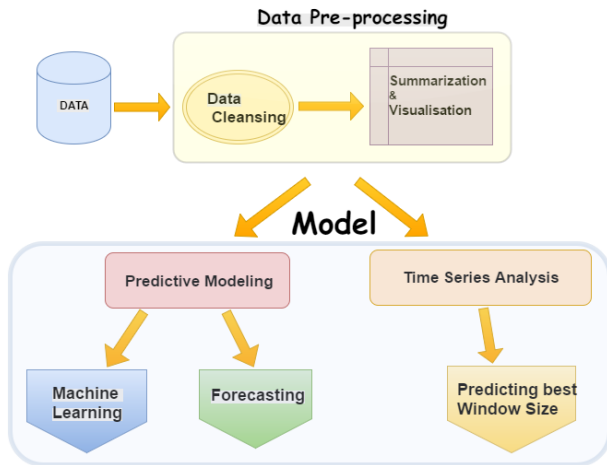 Data Pre-processing
DATA
Data
Cleansing
Summarization
&
Visualisation
Model
Predictive Modeling
Time Series Analysis
Machine
Learning
Forecasting
Predicting best
Window Size